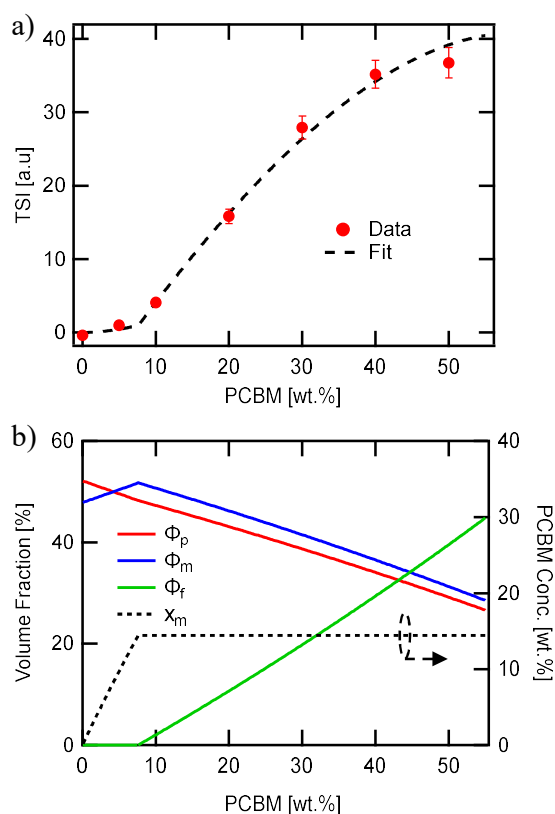 a)
40
30
20
10
0
TSI [a.u]
Data
Fit
0 10 20 30 40 50
PCBM [wt.%]
b)
60
40
20
0
Volume Fraction [%]
Φp
Φm
Φf
xm
40
30
20
10
0
PCBM Conc. [wt.%]
0 10 20 30 40 50
PCBM [wt.%]